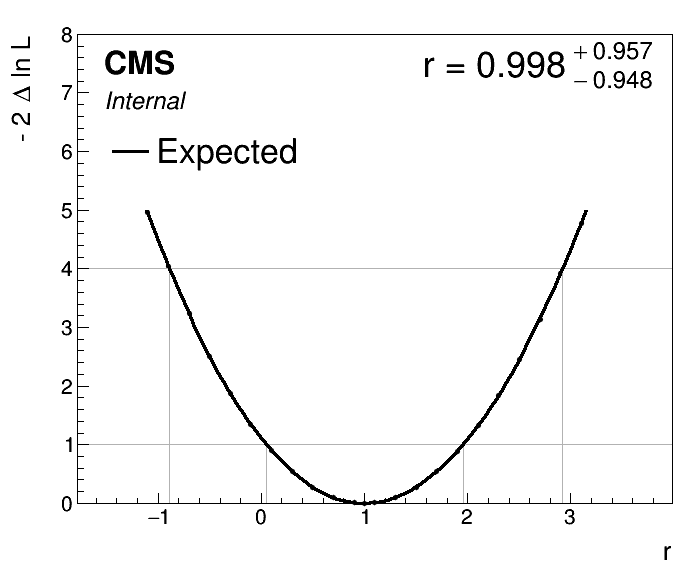 - 2 Δ ln L
8
7
6
5
4
3
2
1
0
CMS
Internal
r = 0.998 +0.957 −0.948
Expected
−1 0 1 2 3
r